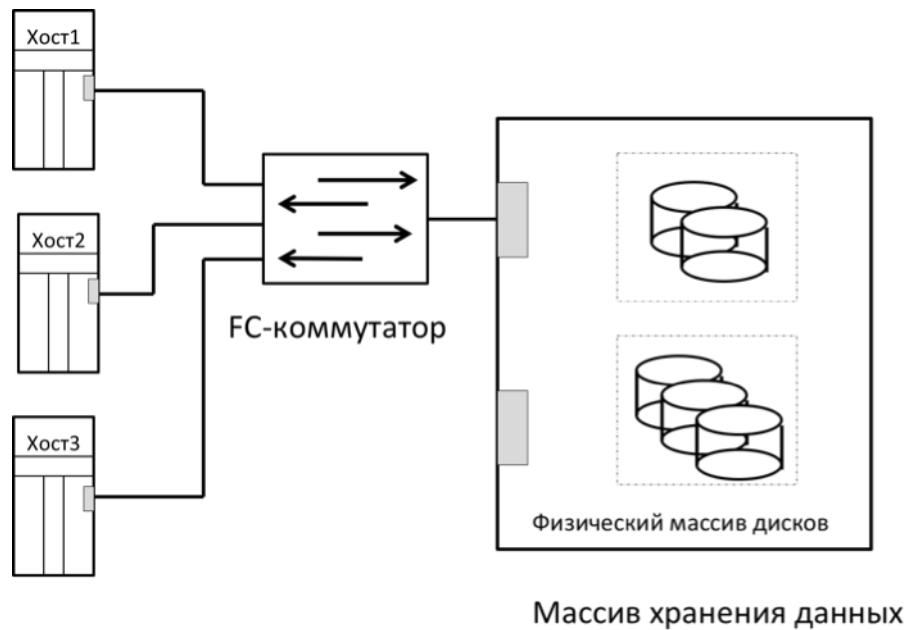 Хост1
Хост2
FC-коммутатор
Хост3
Физический массив дисков
Массив хранения данных